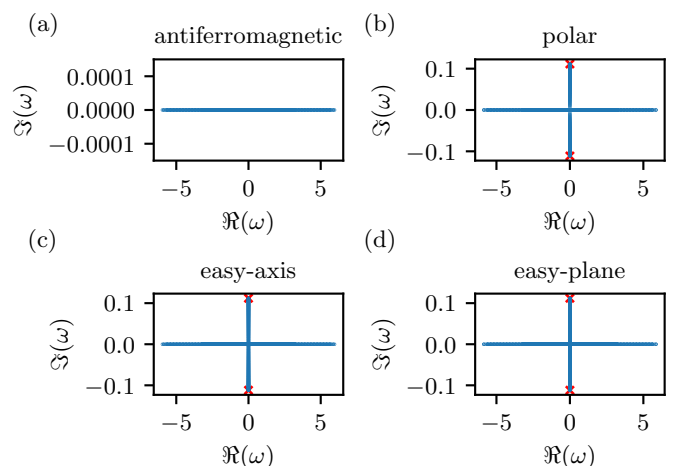 (a)
antiferromagnetic
ℑ(ω)
0.0001
0.0000
−0.0001
−5
0
5
ℜ(ω)
(b)
polar
ℑ(ω)
0.1
0.0
−0.1
−5
0
5
ℜ(ω)
(c)
easy-axis
ℑ(ω)
0.1
0.0
−0.1
−5
0
5
ℜ(ω)
(d)
easy-plane
ℑ(ω)
0.1
0.0
−0.1
−5
0
5
ℜ(ω)